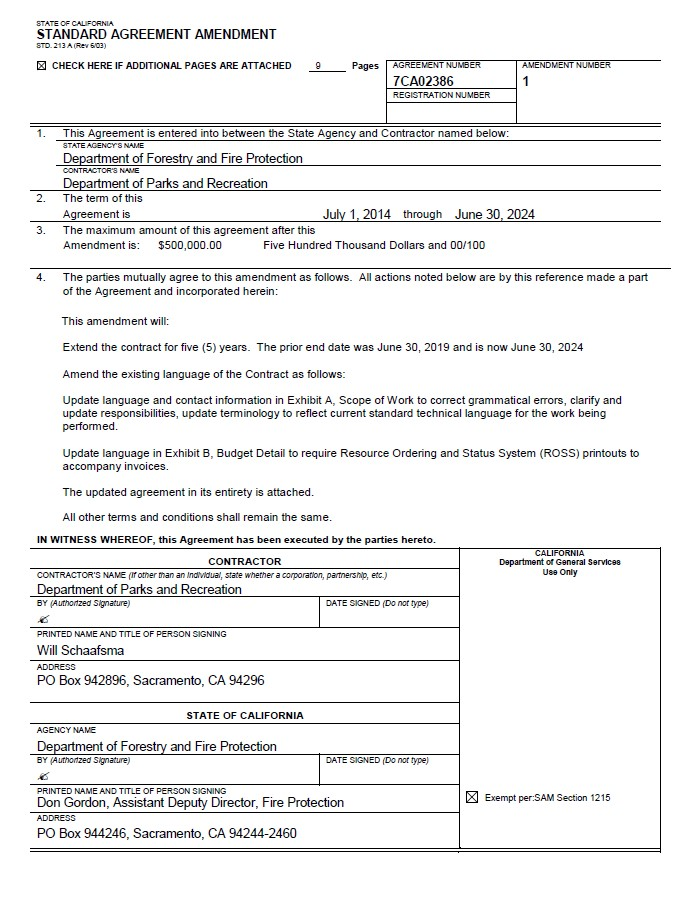 STATE OF CALIFORNIA
STANDARD AGREEMENT AMENDMENT
STD. 213 A (Rev 6/03)
☒ CHECK HERE IF ADDITIONAL PAGES ARE ATTACHED 9 Pages
AGREEMENT NUMBER
7CA02386
REGISTRATION NUMBER
AMENDMENT NUMBER
1
1. This Agreement is entered into between the State Agency and Contractor named below:
STATE AGENCY'S NAME
Department of Forestry and Fire Protection
CONTRACTOR'S NAME
Department of Parks and Recreation
2. The term of this
Agreement is July 1, 2014 through June 30, 2024
3. The maximum amount of this agreement after this
Amendment is: $500,000.00 Five Hundred Thousand Dollars and 00/100
4. The parties mutually agree to this amendment as follows. All actions noted below are by this reference made a part
of the Agreement and incorporated herein:
This amendment will:
Extend the contract for five (5) years. The prior end date was June 30, 2019 and is now June 30, 2024
Amend the existing language of the Contract as follows:
Update language and contact information in Exhibit A, Scope of Work to correct grammatical errors, clarify and
update responsibilities, update terminology to reflect current standard technical language for the work being
performed.
Update language in Exhibit B, Budget Detail to require Resource Ordering and Status System (ROSS) printouts to
accompany invoices.
The updated agreement in its entirety is attached.
All other terms and conditions shall remain the same.
IN WITNESS WHEREOF, this Agreement has been executed by the parties hereto.
CONTRACTOR
CONTRACTOR'S NAME (If other than an individual, state whether a corporation, partnership, etc.)
Department of Parks and Recreation
BY (Authorized Signature)
DATE SIGNED (Do not type)
PRINTED NAME AND TITLE OF PERSON SIGNING
Will Schaafsma
ADDRESS
PO Box 942896, Sacramento, CA 94296
STATE OF CALIFORNIA
AGENCY NAME
Department of Forestry and Fire Protection
BY (Authorized Signature)
DATE SIGNED (Do not type)
PRINTED NAME AND TITLE OF PERSON SIGNING
Don Gordon, Assistant Deputy Director, Fire Protection
ADDRESS
PO Box 944246, Sacramento, CA 94244-2460
CALIFORNIA
Department of General Services
Use Only
☒ Exempt per:SAM Section 1215